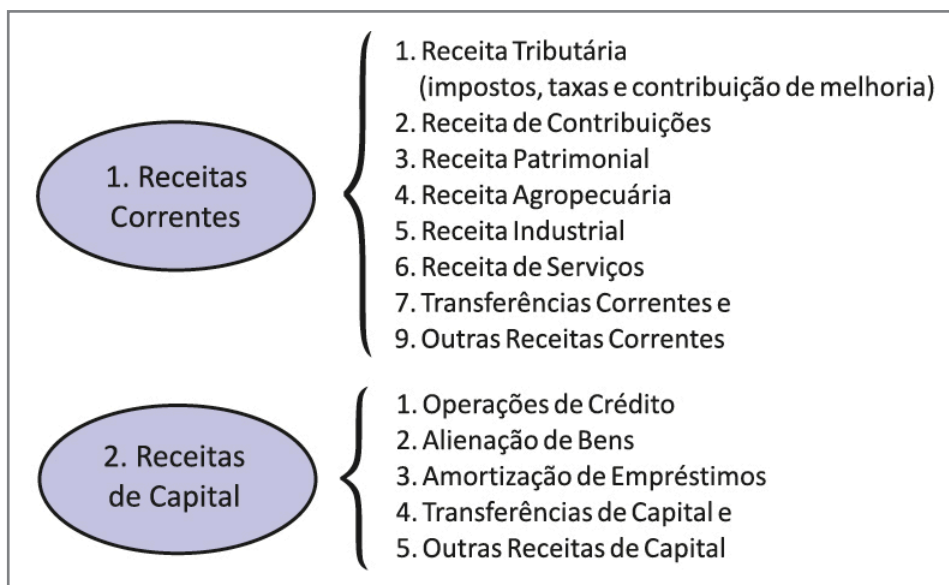 1. Receitas
Correntes
1. Receita Tributária
(impostos, taxas e contribuição de melhoria)
2. Receita de Contribuições
3. Receita Patrimonial
4. Receita Agropecuária
5. Receita Industrial
6. Receita de Serviços
7. Transferências Correntes e
9. Outras Receitas Correntes
2. Receitas
de Capital
1. Operações de Crédito
2. Alienação de Bens
3. Amortização de Empréstimos
4. Transferências de Capital e
5. Outras Receitas de Capital